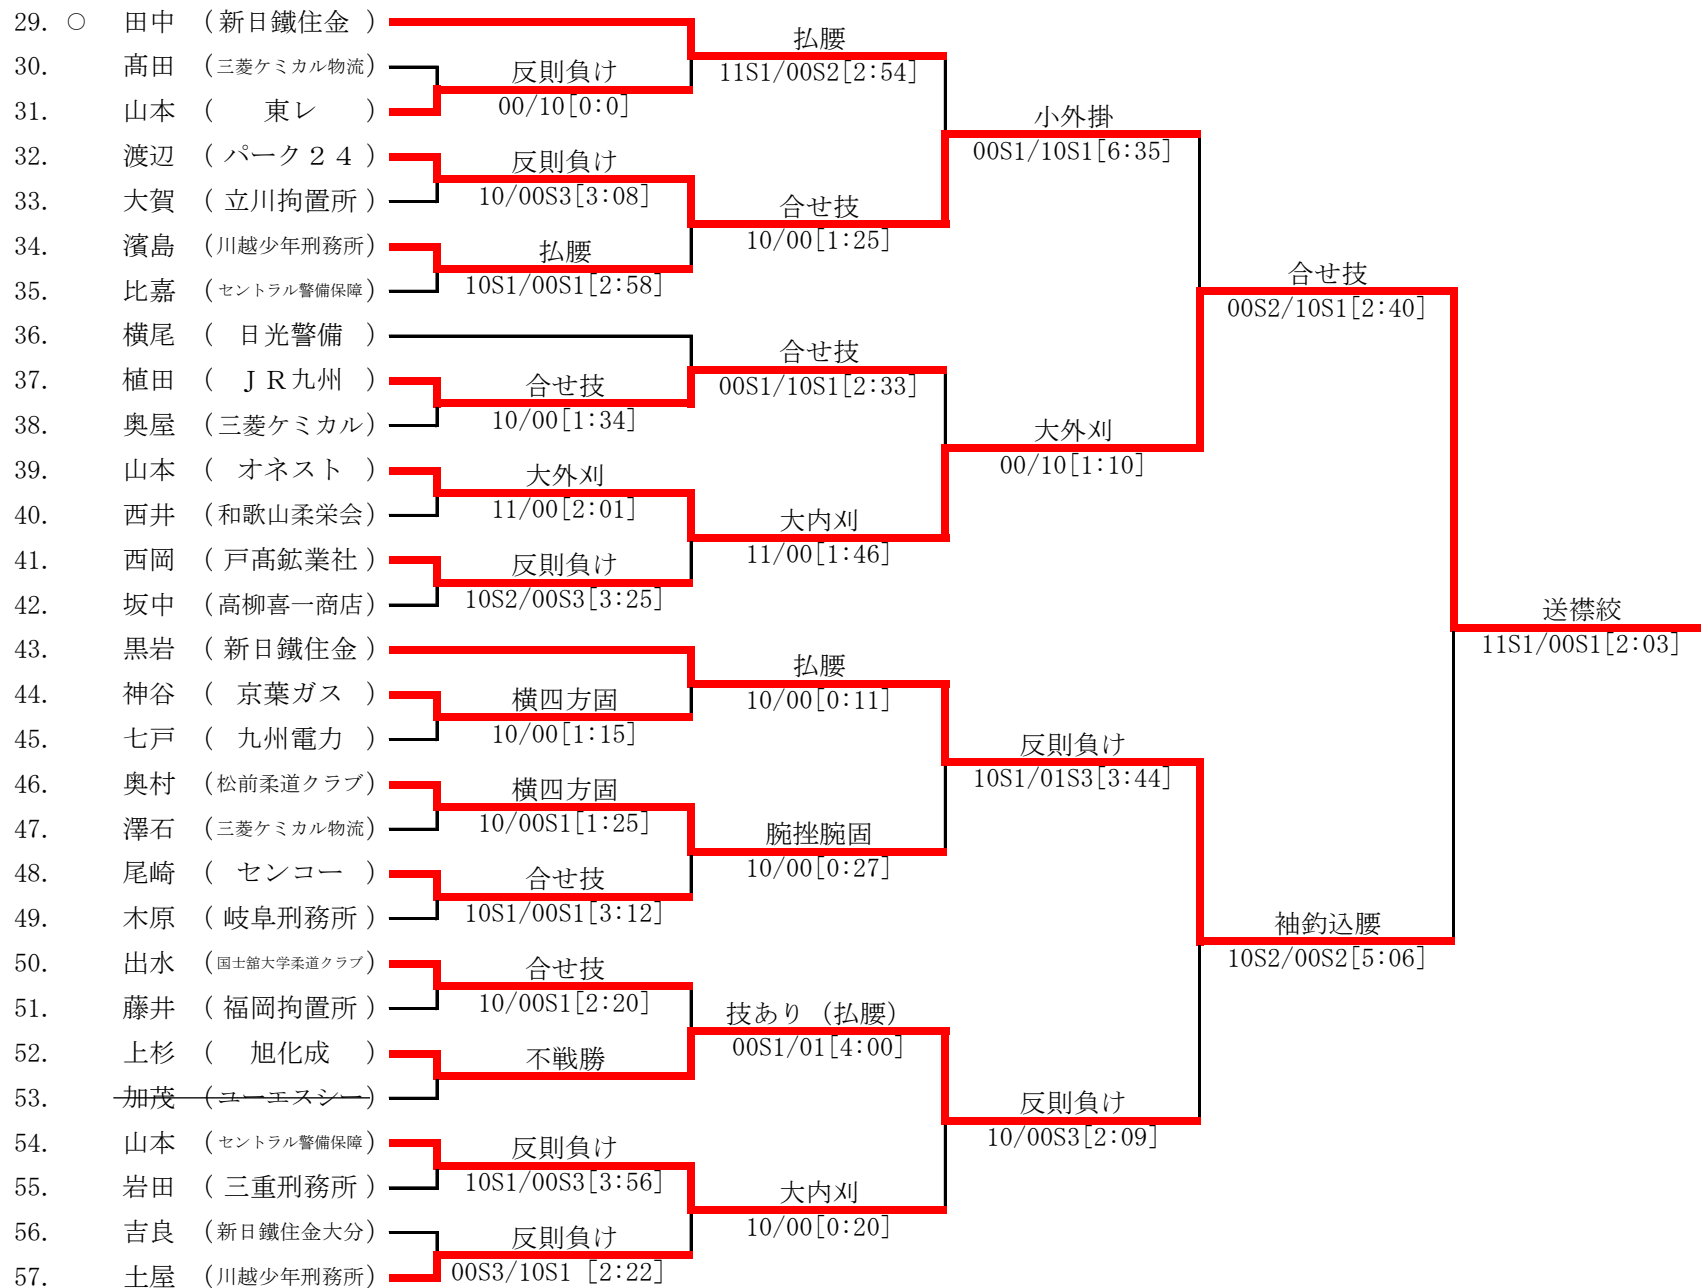 29. ○ 田中 （新日鐵住金 ）
30. 髙田 （三菱ケミカル物流）
31. 山本 （ 東レ ）
32. 渡辺 （ パーク２４ ）
33. 大賀 （ 立川拘置所 ）
34. 濱島 （川越少年刑務所）
35. 比嘉 （セントラル警備保障）
36. 横尾 （ 日光警備 ）
37. 植田 （ ＪＲ九州 ）
38. 奥屋 （三菱ケミカル）
39. 山本 （ オネスト ）
40. 西井 （和歌山柔栄会）
41. 西岡 （ 戸髙鉱業社 ）
42. 坂中 （高柳喜一商店）
43. 黒岩 （ 新日鐵住金 ）
44. 神谷 （ 京葉ガス ）
45. 七戸 （ 九州電力 ）
46. 奥村 （松前柔道クラブ）
47. 澤石 （三菱ケミカル物流）
48. 尾崎 （ センコー ）
49. 木原 （ 岐阜刑務所 ）
50. 出水 （国士舘大学柔道クラブ）
51. 藤井 （ 福岡拘置所 ）
52. 上杉 （ 旭化成 ）
53. 加茂 （ユーエスシー）
54. 山本 （セントラル警備保障）
55. 岩田 （ 三重刑務所 ）
56. 吉良 （新日鐵住金大分）
57. 土屋 （川越少年刑務所）
反則負け
00/10[0:0]
反則負け
10/00S3[3:08]
払腰
10S1/00S1[2:58]
合せ技
10/00[1:34]
大外刈
11/00[2:01]
反則負け
10S2/00S3[3:25]
横四方固
10/00[1:15]
横四方固
10/00S1[1:25]
合せ技
10S1/00S1[3:12]
合せ技
10/00S1[2:20]
不戦勝
反則負け
10S1/00S3[3:56]
反則負け
00S3/10S1 [2:22]
払腰
11S1/00S2[2:54]
合せ技
10/00[1:25]
合せ技
00S1/10S1[2:33]
大内刈
11/00[1:46]
払腰
10/00[0:11]
腕挫腕固
10/00[0:27]
技あり（払腰）
00S1/01[4:00]
大内刈
10/00[0:20]
小外掛
00S1/10S1[6:35]
大外刈
00/10[1:10]
反則負け
10S1/01S3[3:44]
反則負け
10/00S3[2:09]
合せ技
00S2/10S1[2:40]
袖釣込腰
10S2/00S2[5:06]
送襟絞
11S1/00S1[2:03]